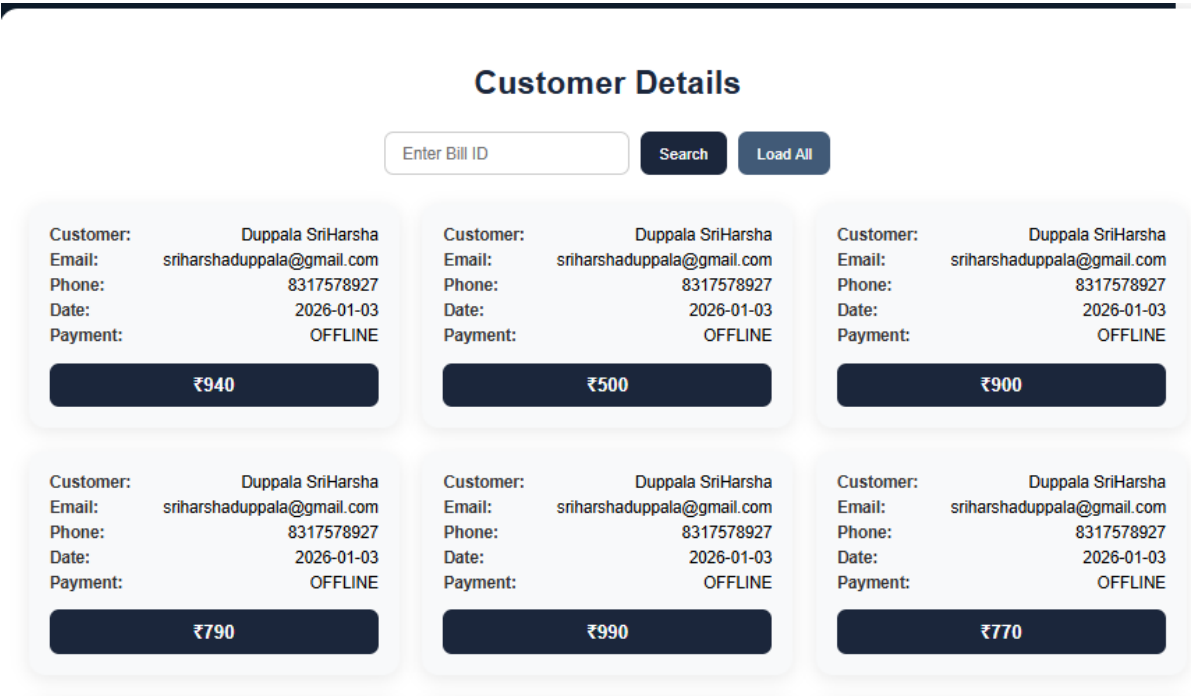 Customer Details
Enter Bill ID Search Load All
Customer: Duppala SriHarsha
Email: sriharshaduppala@gmail.com
Phone: 8317578927
Date: 2026-01-03
Payment: OFFLINE
₹940
Customer: Duppala SriHarsha
Email: sriharshaduppala@gmail.com
Phone: 8317578927
Date: 2026-01-03
Payment: OFFLINE
₹500
Customer: Duppala SriHarsha
Email: sriharshaduppala@gmail.com
Phone: 8317578927
Date: 2026-01-03
Payment: OFFLINE
₹900
Customer: Duppala SriHarsha
Email: sriharshaduppala@gmail.com
Phone: 8317578927
Date: 2026-01-03
Payment: OFFLINE
₹790
Customer: Duppala SriHarsha
Email: sriharshaduppala@gmail.com
Phone: 8317578927
Date: 2026-01-03
Payment: OFFLINE
₹990
Customer: Duppala SriHarsha
Email: sriharshaduppala@gmail.com
Phone: 8317578927
Date: 2026-01-03
Payment: OFFLINE
₹770